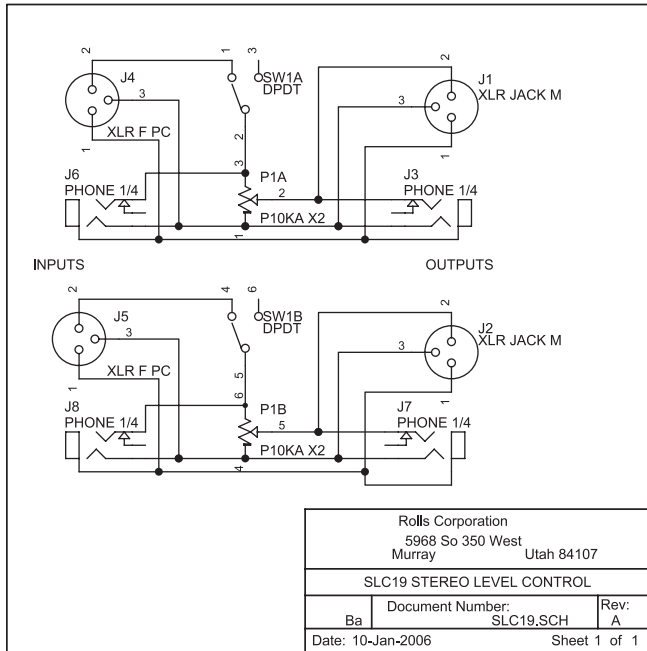 2
1
3
J4
3
SW1A
DPDT
2
J1
XLR JACK M
3
XLR F PC
1
2
1
J6
PHONE 1/4
3
P1A
2
J3
PHONE 1/4
P10KA X2
1
INPUTS
OUTPUTS
2
4
6
J5
3
SW1B
DPDT
2
J2
XLR JACK M
3
XLR F PC
1
5
1
J8
PHONE 1/4
6
P1B
5
J7
PHONE 1/4
P10KA X2
4
Rolls Corporation
5968 So 350 West
Murray Utah 84107
SLC19 STEREO LEVEL CONTROL
Ba
Document Number:
SLC19.SCH
Rev:
A
Date: 10-Jan-2006 Sheet 1 of 1